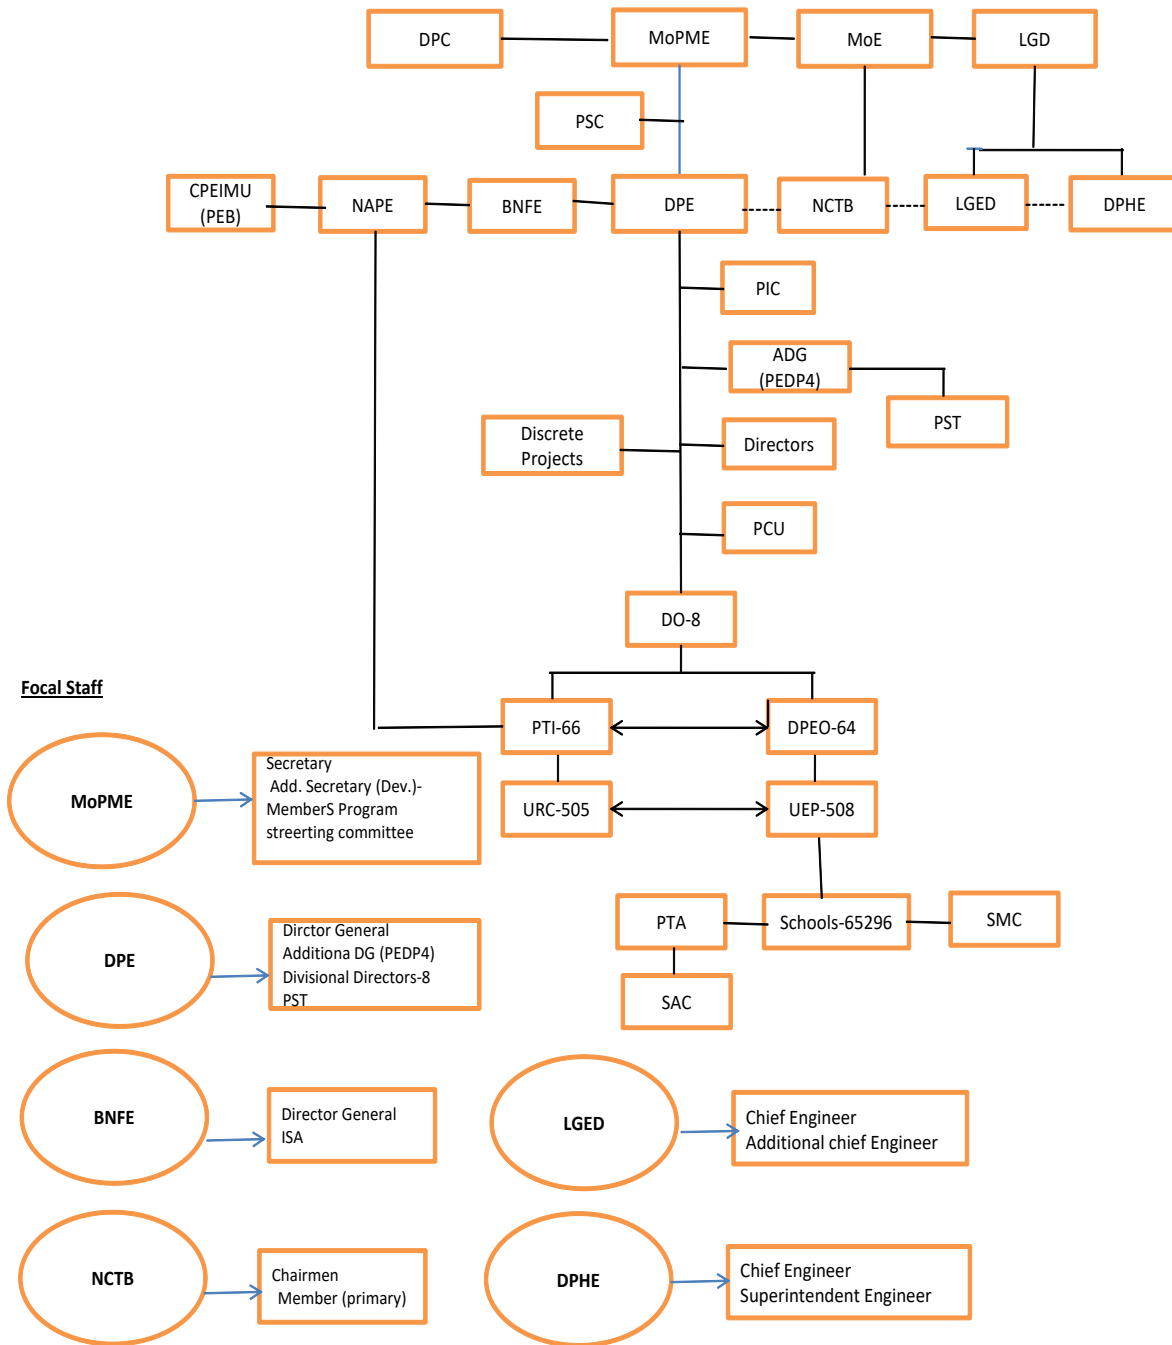 DPC
MoPME
MoE
LGD
PSC
CPEIMU
(PEB)
NAPE
BNFE
DPE
NCTB
LGED
DPHE
PIC
ADG
(PEDP4)
PST
Discrete
Projects
Directors
PCU
DO-8
Focal Staff
PTI-66
DPEO-64
MoPME
Secretary
Add. Secretary (Dev.)-
MemberS Program
streerting committee
URC-505
UEP-508
PTA
Schools-65296
SMC
DPE
Dirctor General
Additiona DG (PEDP4)
Divisional Directors-8
PST
SAC
BNFE
Director General
ISA
LGED
Chief Engineer
Additional chief Engineer
NCTB
Chairmen
Member (primary)
DPHE
Chief Engineer
Superintendent Engineer